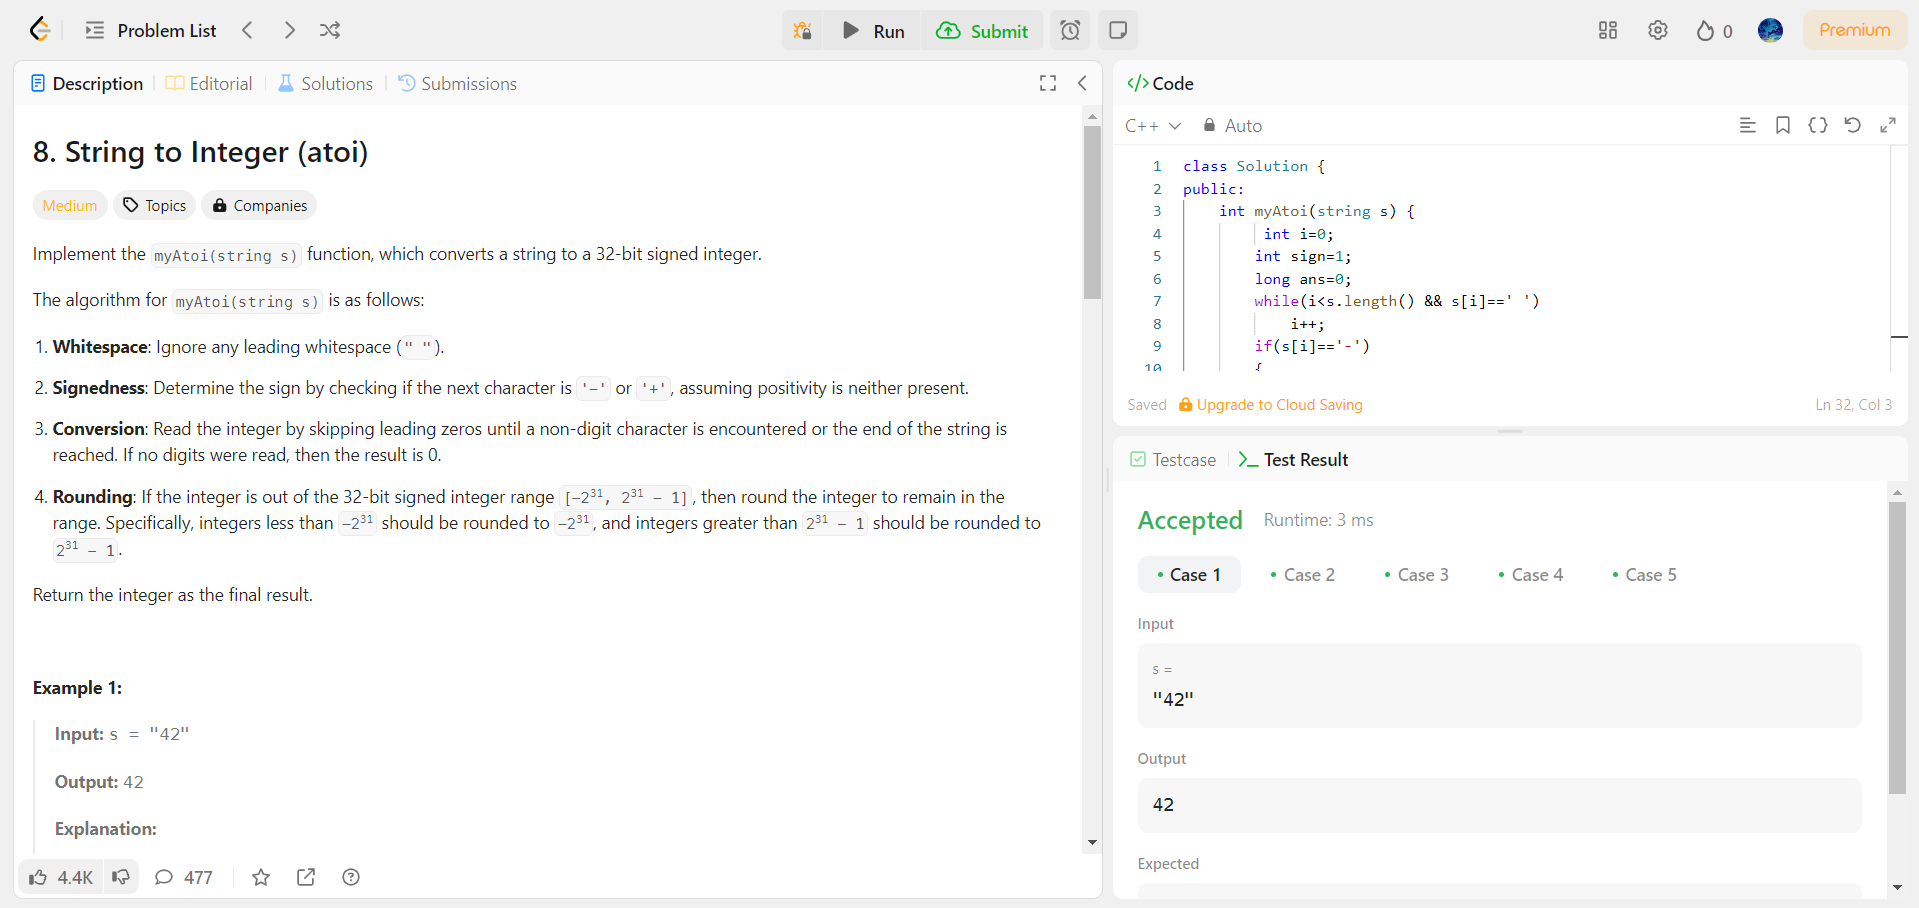 Problem List
Run
Submit
0
Premium
Description
Editorial
Solutions
Submissions
8. String to Integer (atoi)
Medium
Topics
Companies
Implement the myAtoi(string s) function, which converts a string to a 32-bit signed integer.
The algorithm for myAtoi(string s) is as follows:
1. Whitespace: Ignore any leading whitespace (" ").
2. Signedness: Determine the sign by checking if the next character is '-' or '+', assuming positivity is neither present.
3. Conversion: Read the integer by skipping leading zeros until a non-digit character is encountered or the end of the string is
reached. If no digits were read, then the result is 0.
4. Rounding: If the integer is out of the 32-bit signed integer range [-2³¹, 2³¹ - 1], then round the integer to remain in the
range. Specifically, integers less than -2³¹ should be rounded to -2³¹, and integers greater than 2³¹ - 1 should be rounded to
2³¹ - 1.
Return the integer as the final result.
Example 1:
Input: s = "42"
Output: 42
Explanation:
4.4K
477
</> Code
C++
Auto
1 class Solution {
2 public:
3 int myAtoi(string s) {
4 int i=0;
5 int sign=1;
6 long ans=0;
7 while(i<s.length() && s[i]==' ')
8 i++;
9 if(s[i]=='-')
10 {
Saved
Upgrade to Cloud Saving
Ln 32, Col 3
Testcase
>_ Test Result
Accepted
Runtime: 3 ms
• Case 1
• Case 2
• Case 3
• Case 4
• Case 5
Input
s =
"42"
Output
42
Expected